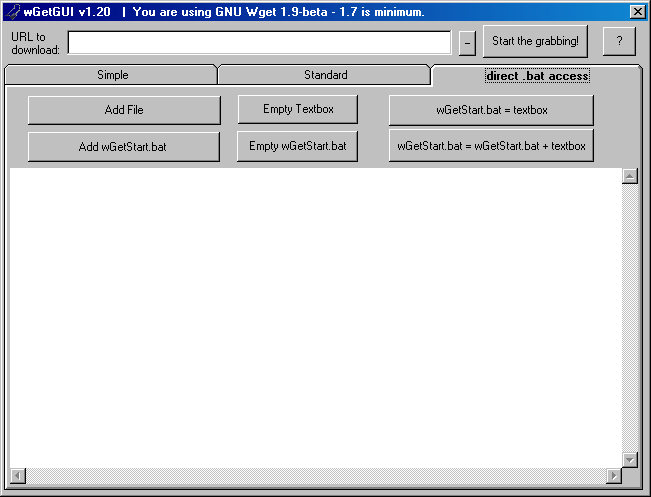 wGetGUI v1.20 | You are using GNU Wget 1.9-beta - 1.7 is minimum.
URL to
download:
-
Start the grabbing!
?
Simple
Standard
direct .bat access
Add File
Empty Textbox
wGetStart.bat = textbox
Add wGetStart.bat
Empty wGetStart.bat
wGetStart.bat = wGetStart.bat + textbox